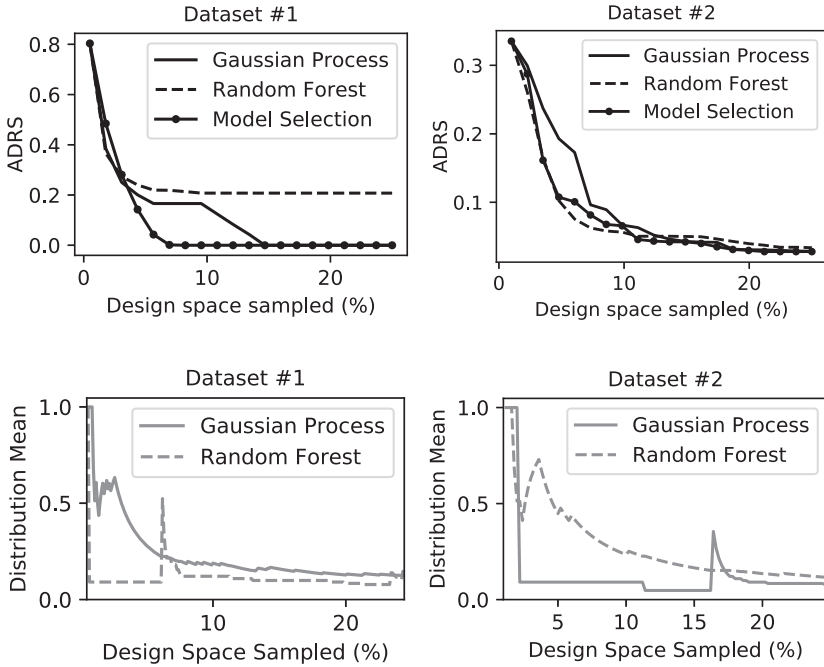 Dataset #1
ADRS
0.8
0.6
0.4
0.2
0.0
Gaussian Process
Random Forest
Model Selection
0 10 20
Design space sampled (%)
Dataset #2
ADRS
0.3
0.2
0.1
Gaussian Process
Random Forest
Model Selection
0 10 20
Design space sampled (%)
Dataset #1
Distribution Mean
1.0
0.5
0.0
Gaussian Process
Random Forest
10 20
Design Space Sampled (%)
Dataset #2
Distribution Mean
1.0
0.5
0.0
Gaussian Process
Random Forest
5 10 15 20
Design Space Sampled (%)